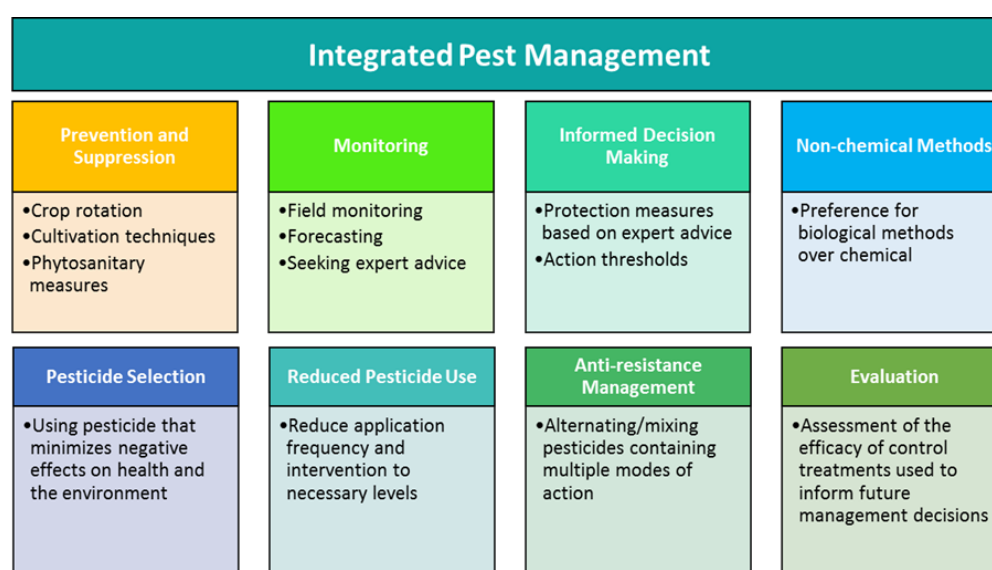 Integrated Pest Management
Prevention and
Suppression
•Crop rotation
•Cultivation techniques
•Phytosanitary
measures
Monitoring
•Field monitoring
•Forecasting
•Seeking expert advice
Informed Decision
Making
•Protection measures
based on expert advice
•Action thresholds
Non-chemical Methods
•Preference for
biological methods
over chemical
Pesticide Selection
•Using pesticide that
minimizes negative
effects on health and
the environment
Reduced Pesticide Use
•Reduce application
frequency and
intervention to
necessary levels
Anti-resistance
Management
•Alternating/mixing
pesticides containing
multiple modes of
action
Evaluation
•Assessment of the
efficacy of control
treatments used to
inform future
management decisions